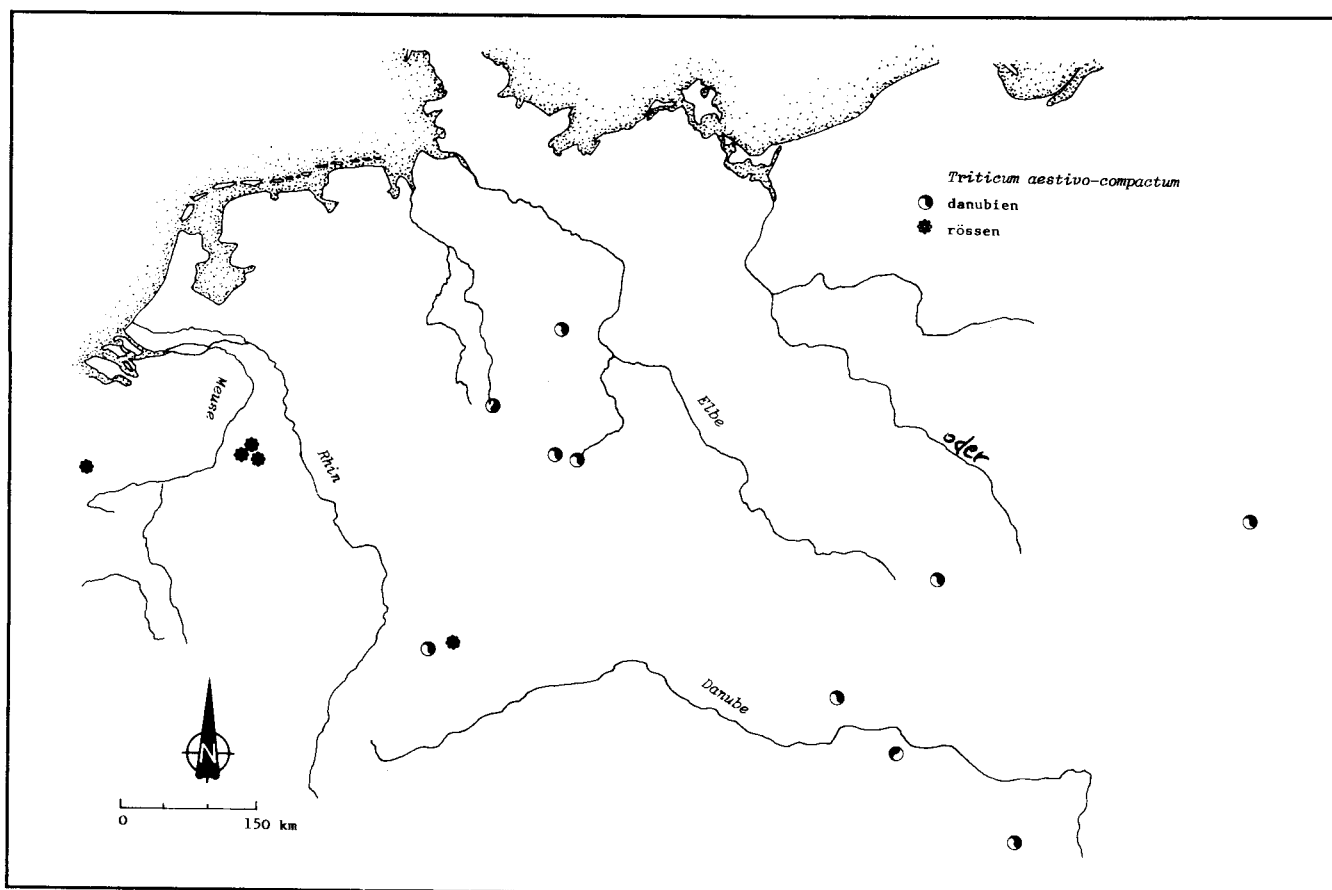 Triticum aestivo-compactum
danubien
rössen
Meuse
Rhin
Elbe
oder
Danube
N
0 150 km